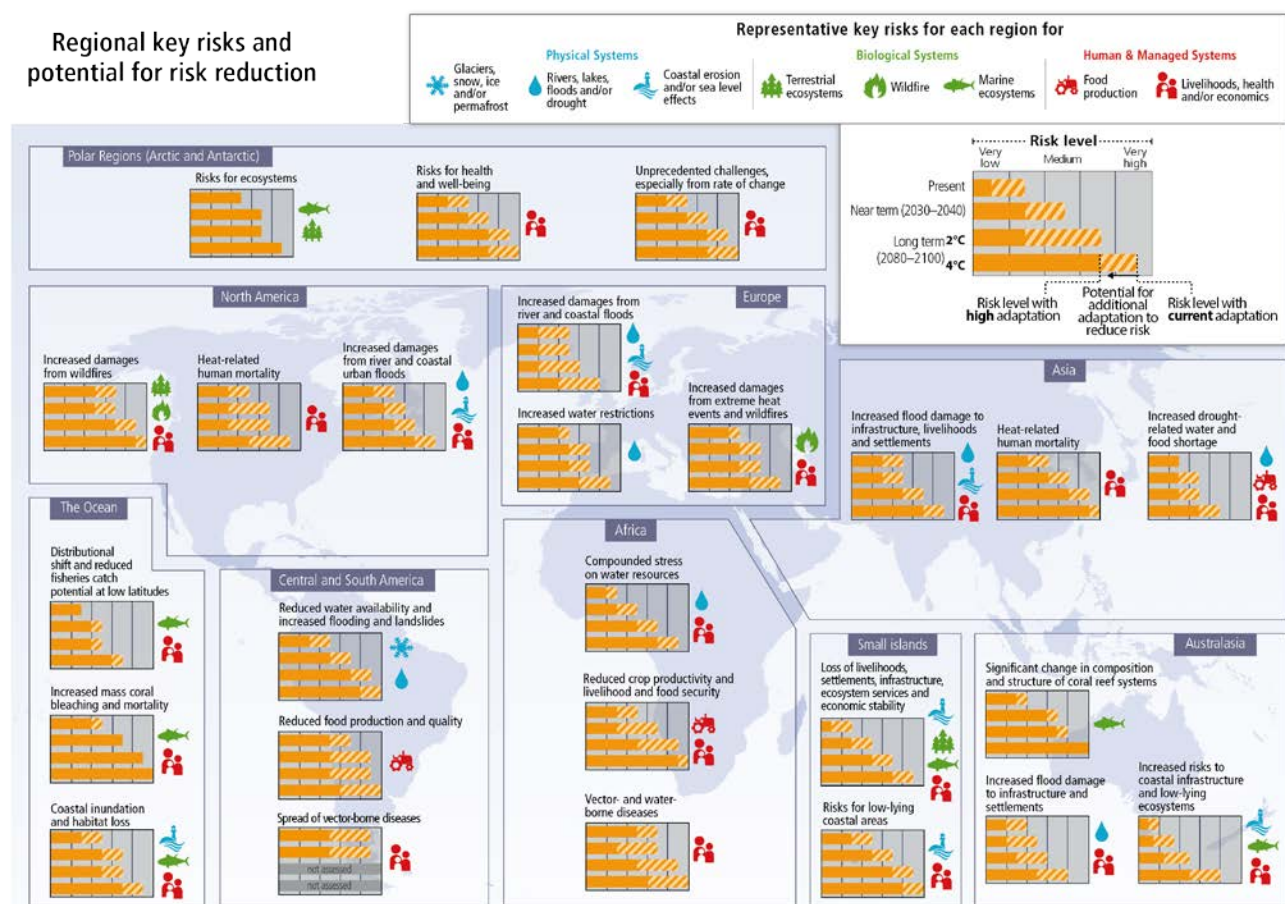 Regional key risks and
potential for risk reduction
Representative key risks for each region for
Physical Systems
Biological Systems
Human & Managed Systems
Glaciers,
snow, ice
and/or
permafrost
Rivers, lakes,
floods and/or
drought
Coastal erosion
and/or sea level
effects
Terrestrial
ecosystems
Wildfire
Marine
ecosystems
Food
production
Livelihoods, health
and/or economics
Risk level
Very
low
Medium
Very
high
Present
Near term (2030–2040)
Long term 2°C
(2080–2100)
4°C
Risk level with
high adaptation
Potential for
additional
adaptation to
reduce risk
Risk level with
current adaptation
Polar Regions (Arctic and Antarctic)
Risks for ecosystems
Risks for health
and well-being
Unprecedented challenges,
especially from rate of change
North America
Increased damages
from wildfires
Heat-related
human mortality
Increased damages
from river and coastal
urban floods
Europe
Increased damages from
river and coastal floods
Increased water restrictions
Increased damages
from extreme heat
events and wildfires
Asia
Increased flood damage to
infrastructure, livelihoods
and settlements
Heat-related
human mortality
Increased drought-
related water and
food shortage
The Ocean
Distributional
shift and reduced
fisheries catch
potential at low latitudes
Increased mass coral
bleaching and mortality
Coastal inundation
and habitat loss
Central and South America
Reduced water availability and
increased flooding and landslides
Reduced food production and quality
Spread of vector-borne diseases
not assessed
not assessed
Africa
Compounded stress
on water resources
Reduced crop productivity and
livelihood and food security
Vector- and water-
borne diseases
Small islands
Loss of livelihoods,
settlements, infrastructure,
ecosystem services and
economic stability
Risks for low-lying
coastal areas
Australasia
Significant change in composition
and structure of coral reef systems
Increased flood damage
to infrastructure and
settlements
Increased risks to
coastal infrastructure
and low-lying
ecosystems